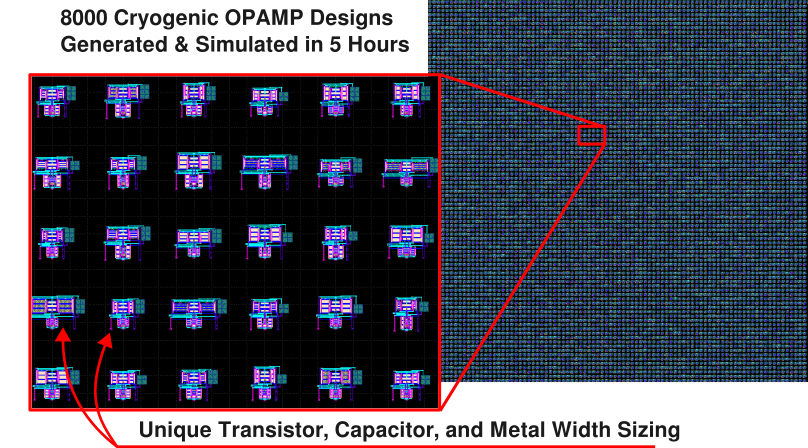 8000 Cryogenic OPAMP Designs
Generated & Simulated in 5 Hours
Unique Transistor, Capacitor, and Metal Width Sizing